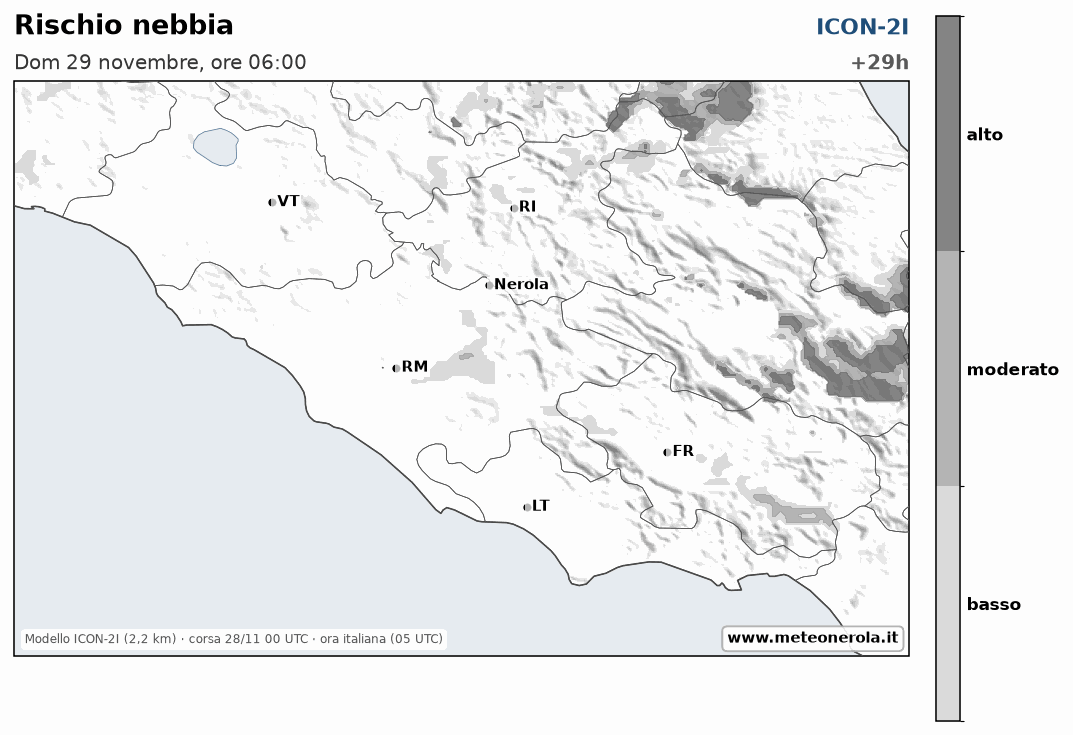 Rischio nebbia
ICON-2I
Dom 29 novembre, ore 06:00
+29h
alto
VT
RI
Nerola
RM
moderato
FR
LT
basso
Modello ICON-2I (2,2 km) · corsa 28/11 00 UTC · ora italiana (05 UTC)
www.meteonerola.it